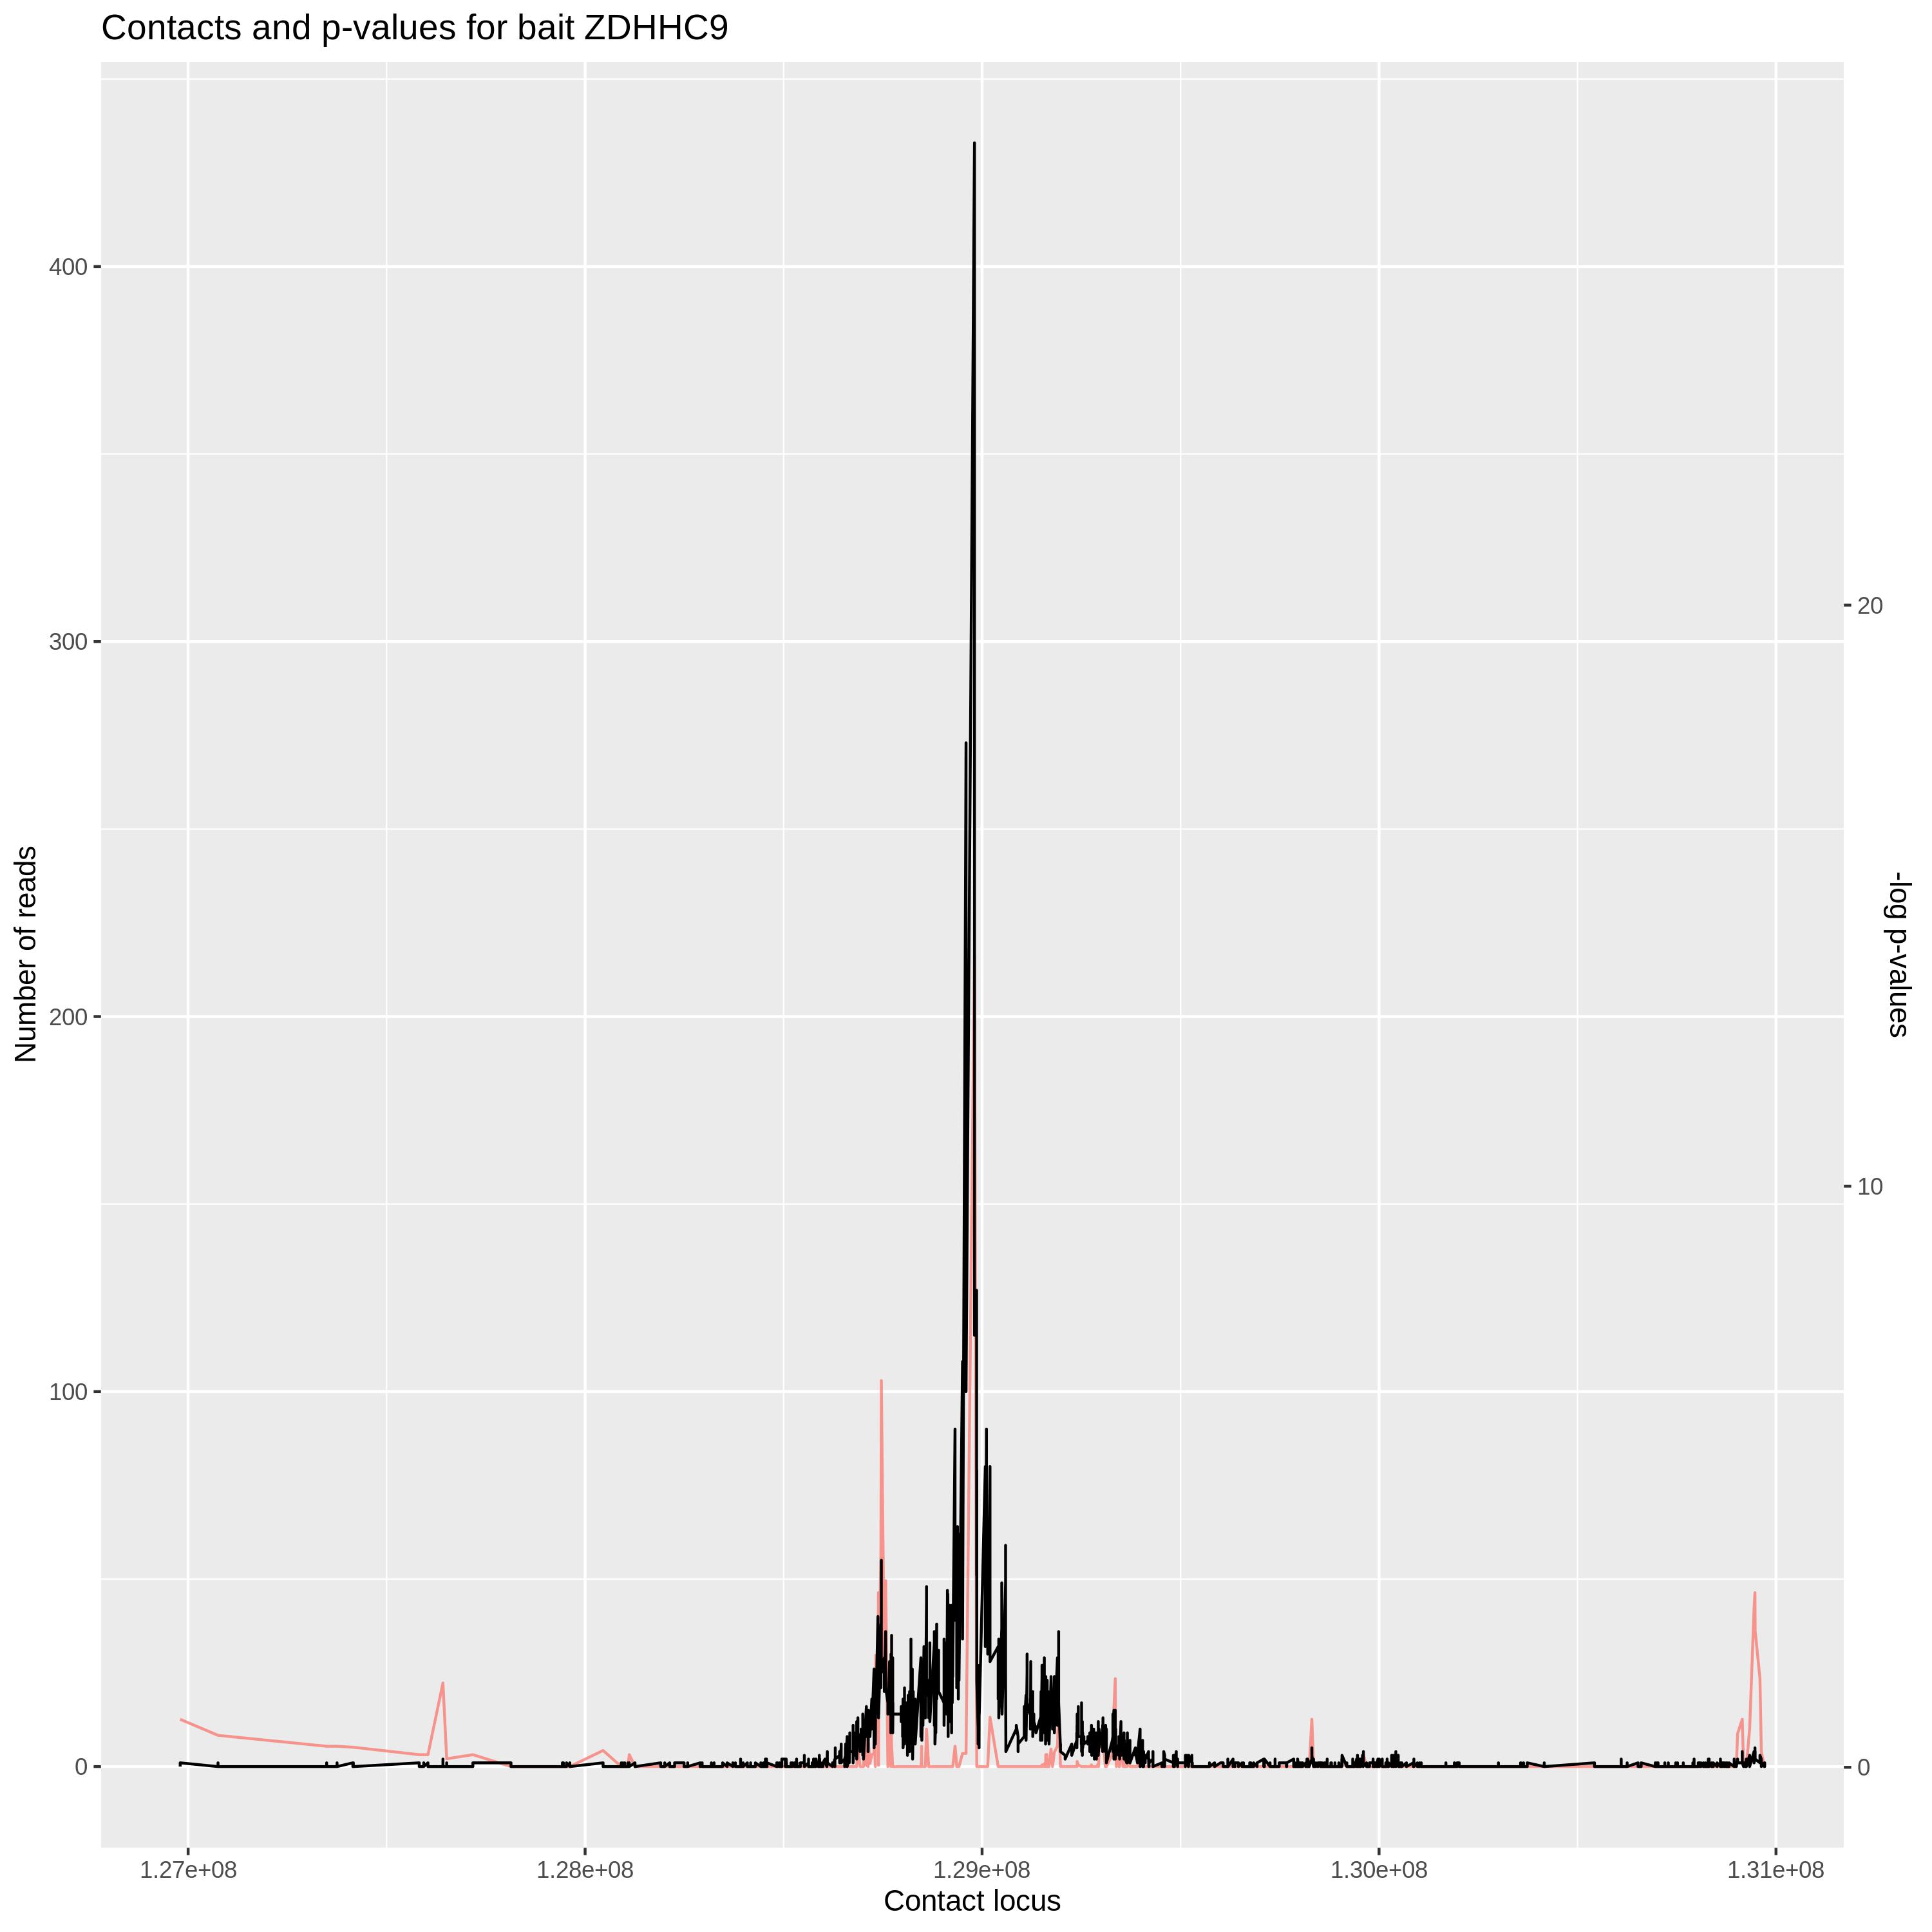 Contacts and p-values for bait ZDHHC9
400
300
200
100
0
Number of reads
20
10
0
-log p-values
1.27e+08
1.28e+08
1.29e+08
1.30e+08
1.31e+08
Contact locus